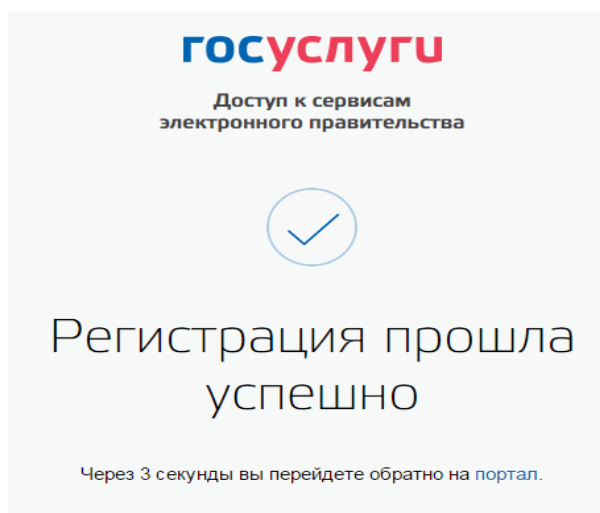 госуслуги
Доступ к сервисам
электронного правительства
Регистрация прошла
успешно
Через 3 секунды вы перейдете обратно на портал.